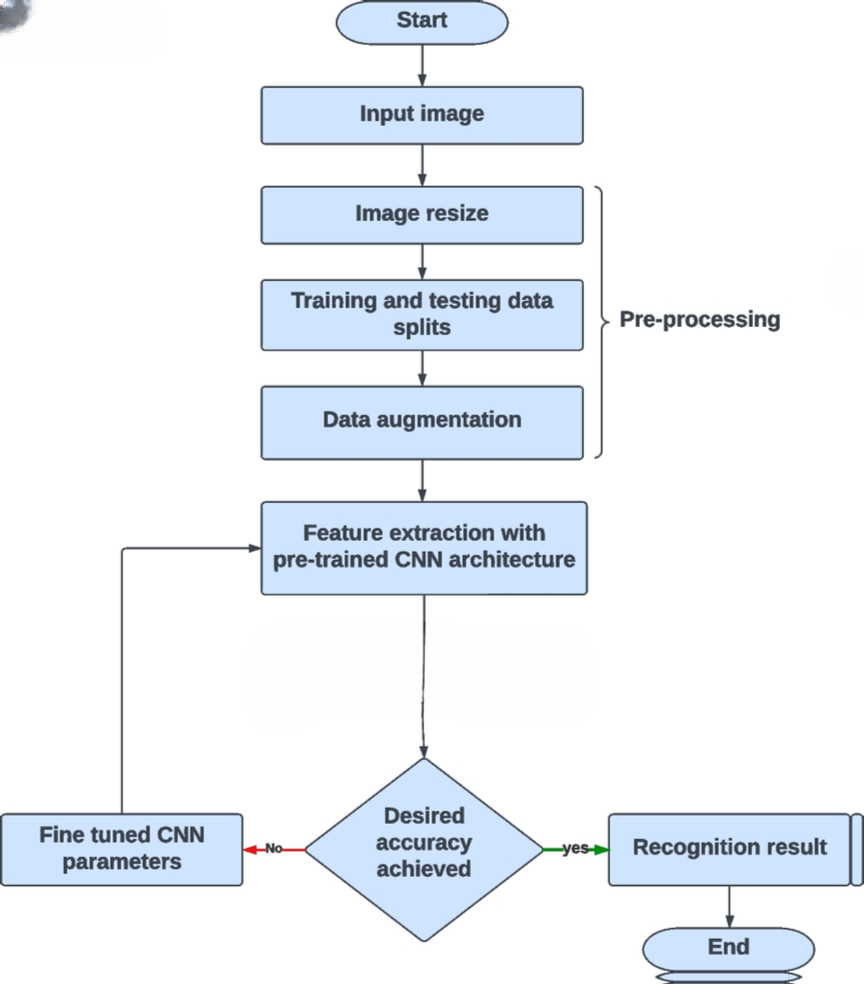 Start
Input image
Image resize
Training and testing data
splits
Pre-processing
Data augmentation
Feature extraction with
pre-trained CNN architecture
Desired
accuracy
achieved
No
yes
Fine tuned CNN
parameters
Recognition result
End